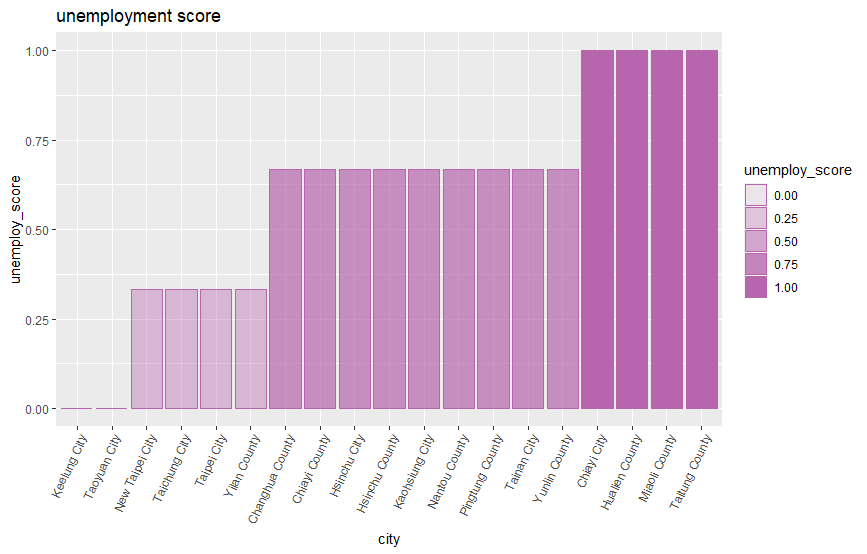 unemployment score
1.00
0.75
0.50
0.25
0.00
unemploy_score
Keelung City
Taoyuan City
New Taipei City
Taichung City
Taipei City
Yilan County
Changhua County
Chiayi County
Hsinchu City
Hsinchu County
Kaohsiung City
Nantou County
Pingtung County
Tainan City
Yunlin County
Chiayi City
Hualien County
Miaoli County
Taitung County
city
unemploy_score
0.00
0.25
0.50
0.75
1.00